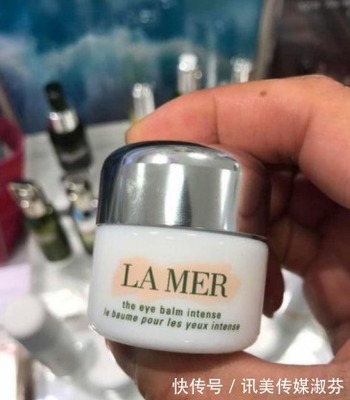 LA MER
the eye balm intense
le baume pour les yeux intense
快传号／讯美传媒淑芬